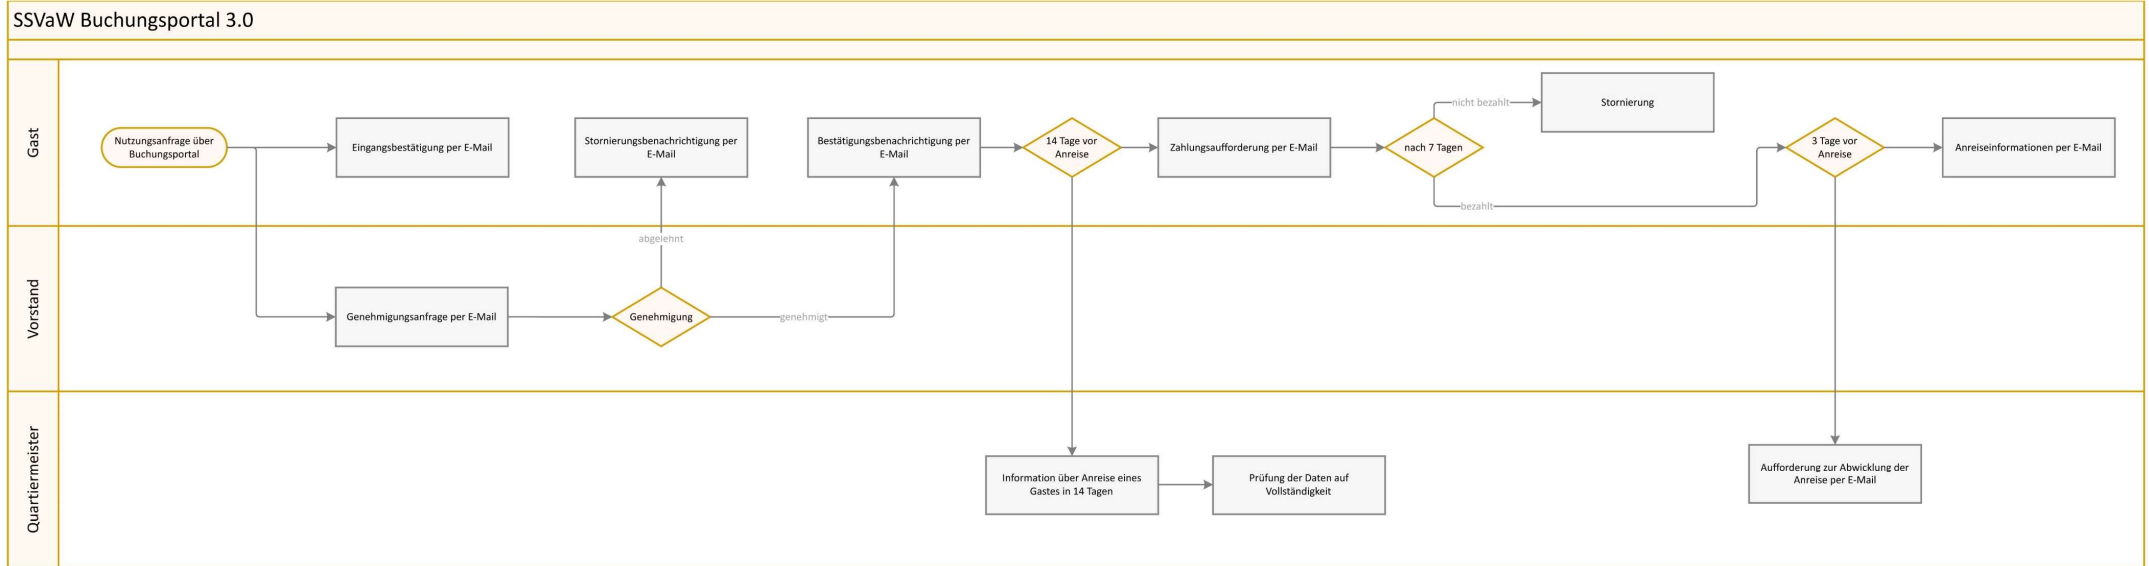 SSVaW Buchungsportal 3.0
Gast
Nutzungsanfrage über
Buchungsportal
Eingangsbestätigung per E-Mail
Stornierungsbenachrichtigung per
E-Mail
Bestätigungsbenachrichtigung per
E-Mail
14 Tage vor
Anreise
Zahlungsaufforderung per E-Mail
nach 7 Tagen
nicht bezahlt
Stornierung
bezahlt
3 Tage vor
Anreise
Anreiseinformationen per E-Mail
Vorstand
abgelehnt
Genehmigungsanfrage per E-Mail
Genehmigung
genehmigt
Quartiermeister
Information über Anreise eines
Gastes in 14 Tagen
Prüfung der Daten auf
Vollständigkeit
Aufforderung zur Abwicklung der
Anreise per E-Mail